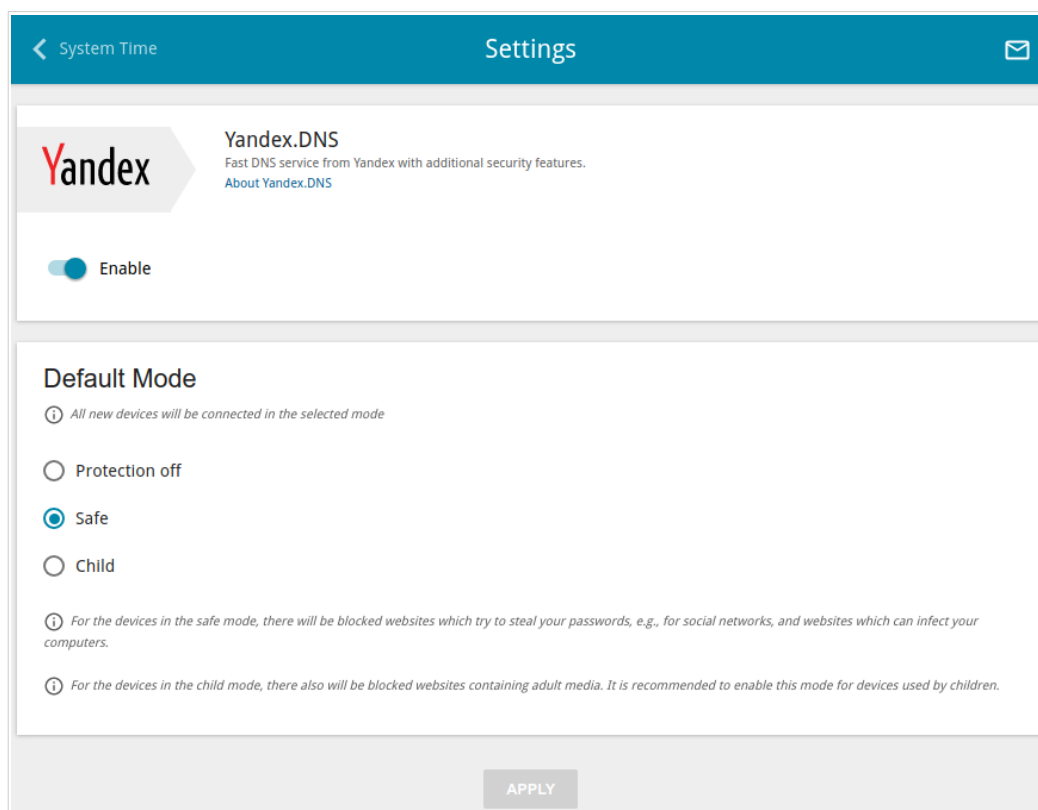 System Time
Settings
Yandex
Yandex.DNS
Fast DNS service from Yandex with additional security features.
About Yandex.DNS
Enable
Default Mode
All new devices will be connected in the selected mode
Protection off
Safe
Child
For the devices in the safe mode, there will be blocked websites which try to steal your passwords, e.g., for social networks, and websites which can infect your
computers.
For the devices in the child mode, there also will be blocked websites containing adult media. It is recommended to enable this mode for devices used by children.
APPLY